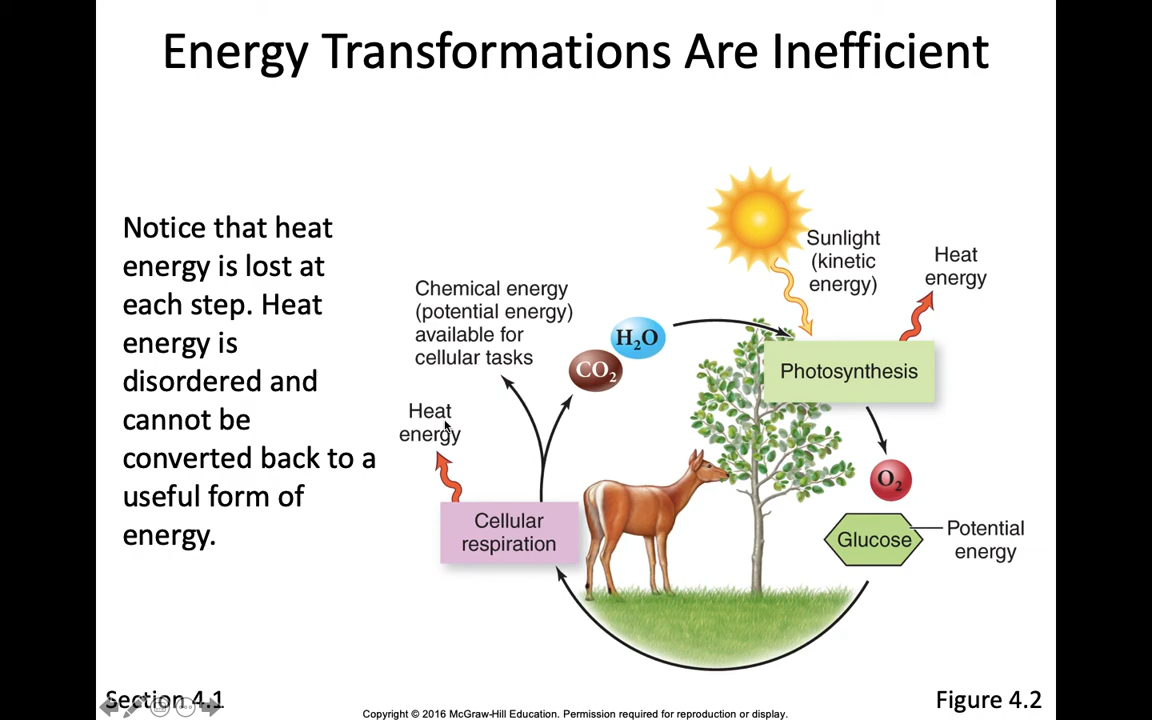 Energy Transformations Are Inefficient
Notice that heat
energy is lost at
each step. Heat
energy is
disordered and
cannot be
converted back to a
useful form of
energy.
Sunlight
(kinetic
energy)
Heat
energy
Chemical energy
(potential energy)
available for
cellular tasks
H₂O
CO₂
Photosynthesis
Heat
energy
O₂
Cellular
respiration
Glucose
Potential
energy
Section 4.1
Figure 4.2
Copyright © 2016 McGraw-Hill Education. Permission required for reproduction or display.